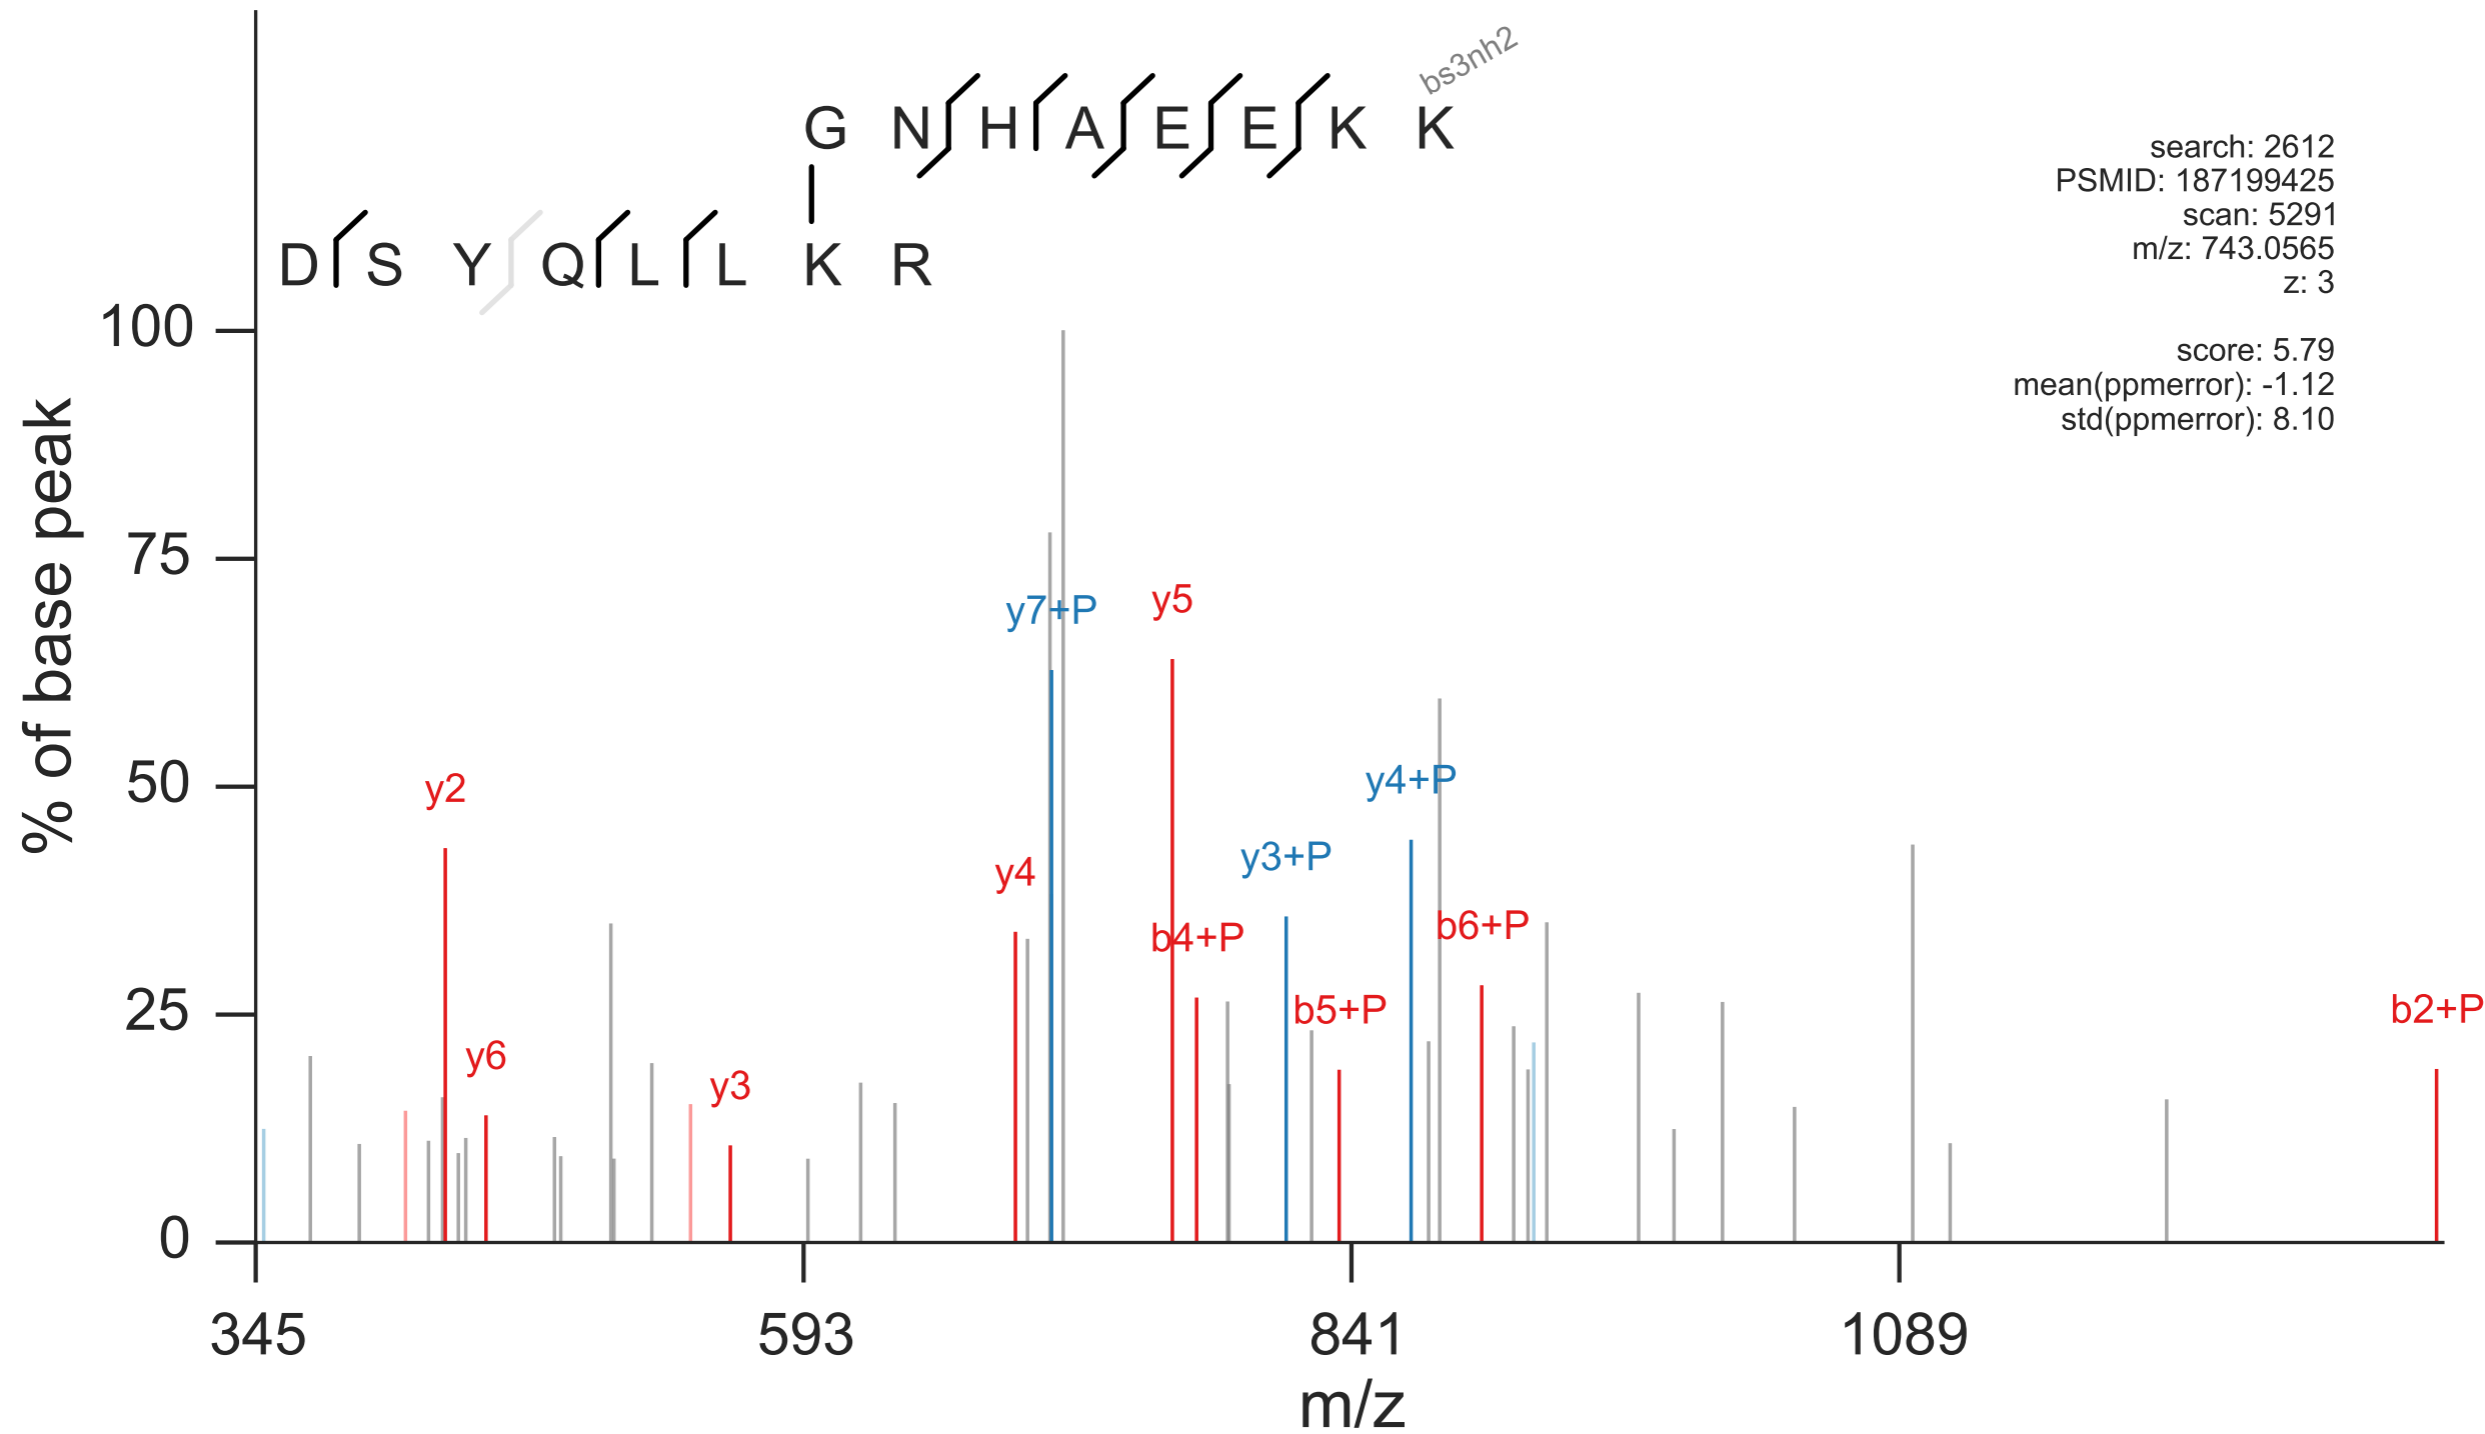 bs3nh2
G N H A E E K K
D S Y Q L L K R
search: 2612
PSMID: 187199425
scan: 5291
m/z: 743.0565
z: 3
score: 5.79
mean(ppmerror): -1.12
std(ppmerror): 8.10
% of base peak
100
75
50
25
0
y7+P
y5
y2
y4+P
y4
y3+P
b4+P
b6+P
b5+P
b2+P
y6
y3
345
593
841
1089
m/z